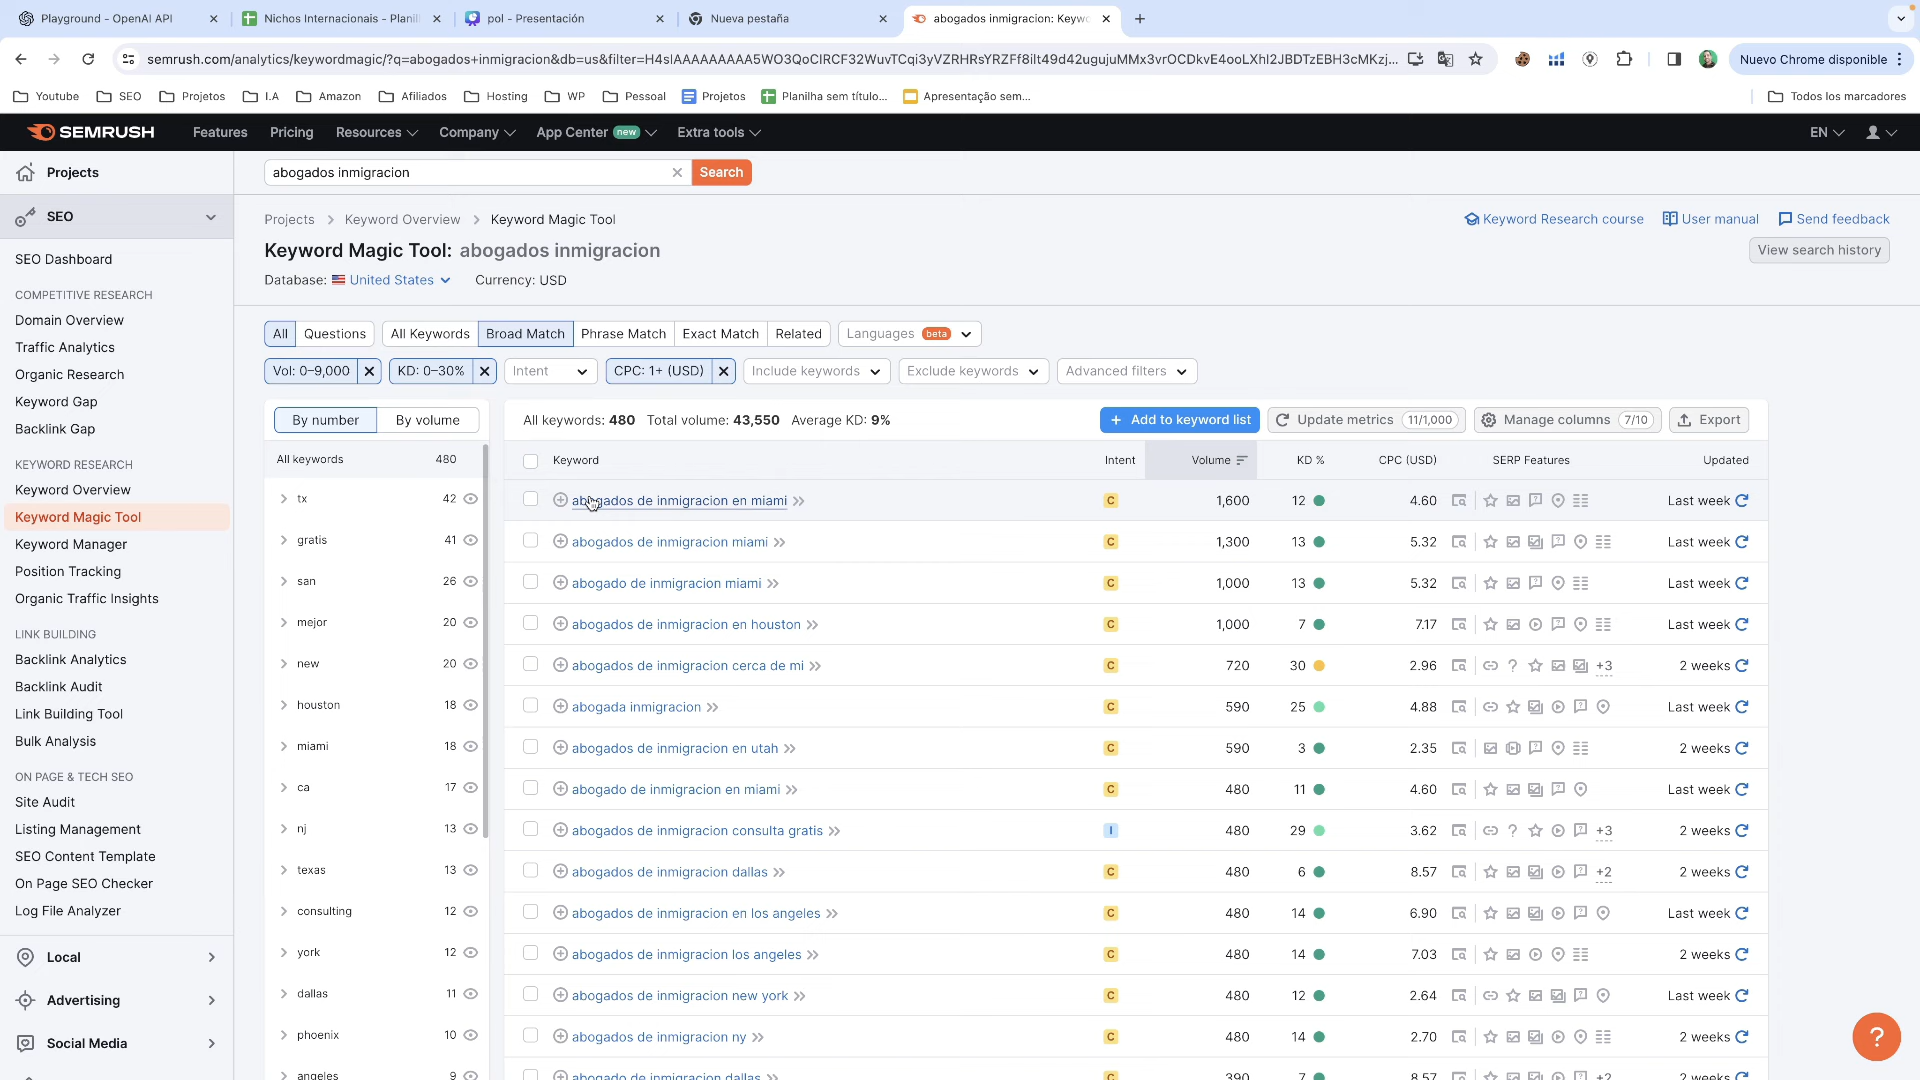 Playground - OpenAI API
Nichos Internacionais - Planil
pol - Presentación
Nueva pestaña
abogados inmigracion: Keywo
semrush.com/analytics/keywordmagic/?q=abogados+inmigracion&db=us&filter=H4sIAAAAAAAAA5WO3QoCIRCF32WuvTCqi3yVZRHRsYRZFf8ilt49d42ugujuMMx3vrOCDkvE4ooLXhI2JBDTzEBH3cMKzj...
Nuevo Chrome disponible
Youtube
SEO
Projetos
I.A
Amazon
Afiliados
Hosting
WP
Pessoal
Projetos
Planilha sem título...
Apresentação sem...
Todos los marcadores
SEMRUSH
Features
Pricing
Resources
Company
App Center new
Extra tools
EN
Projects
abogados inmigracion
Search
SEO
Projects > Keyword Overview > Keyword Magic Tool
Keyword Research course
User manual
Send feedback
Keyword Magic Tool: abogados inmigracion
View search history
Database: United States
Currency: USD
SEO Dashboard
COMPETITIVE RESEARCH
Domain Overview
Traffic Analytics
Organic Research
Keyword Gap
Backlink Gap
KEYWORD RESEARCH
Keyword Overview
Keyword Magic Tool
Keyword Manager
Position Tracking
Organic Traffic Insights
LINK BUILDING
Backlink Analytics
Backlink Audit
Link Building Tool
Bulk Analysis
ON PAGE & TECH SEO
Site Audit
Listing Management
SEO Content Template
On Page SEO Checker
Log File Analyzer
Local
Advertising
Social Media
All
Questions
All Keywords
Broad Match
Phrase Match
Exact Match
Related
Languages beta
Vol: 0–9,000
KD: 0–30%
Intent
CPC: 1+ (USD)
Include keywords
Exclude keywords
Advanced filters
By number
By volume
All keywords 480
tx 42
gratis 41
san 26
mejor 20
new 20
houston 18
miami 18
ca 17
nj 13
texas 13
consulting 12
york 12
dallas 11
phoenix 10
angeles 9
All keywords: 480 Total volume: 43,550 Average KD: 9%
+ Add to keyword list
Update metrics 11/1,000
Manage columns 7/10
Export
Keyword Intent Volume KD % CPC (USD) SERP Features Updated
abogados de inmigracion en miami C 1,600 12 4.60 Last week
abogados de inmigracion miami C 1,300 13 5.32 Last week
abogado de inmigracion miami C 1,000 13 5.32 Last week
abogados de inmigracion en houston C 1,000 7 7.17 Last week
abogados de inmigracion cerca de mi C 720 30 2.96 +3 2 weeks
abogada inmigracion C 590 25 4.88 Last week
abogados de inmigracion en utah C 590 3 2.35 2 weeks
abogado de inmigracion en miami C 480 11 4.60 Last week
abogados de inmigracion consulta gratis I 480 29 3.62 +3 2 weeks
abogados de inmigracion dallas C 480 6 8.57 +2 2 weeks
abogados de inmigracion en los angeles C 480 14 6.90 Last week
abogados de inmigracion los angeles C 480 14 7.03 2 weeks
abogados de inmigracion new york C 480 12 2.64 Last week
abogados de inmigracion ny C 480 14 2.70 2 weeks
abogado de inmigracion dallas C 390 7 8.57 +2 2 weeks
?